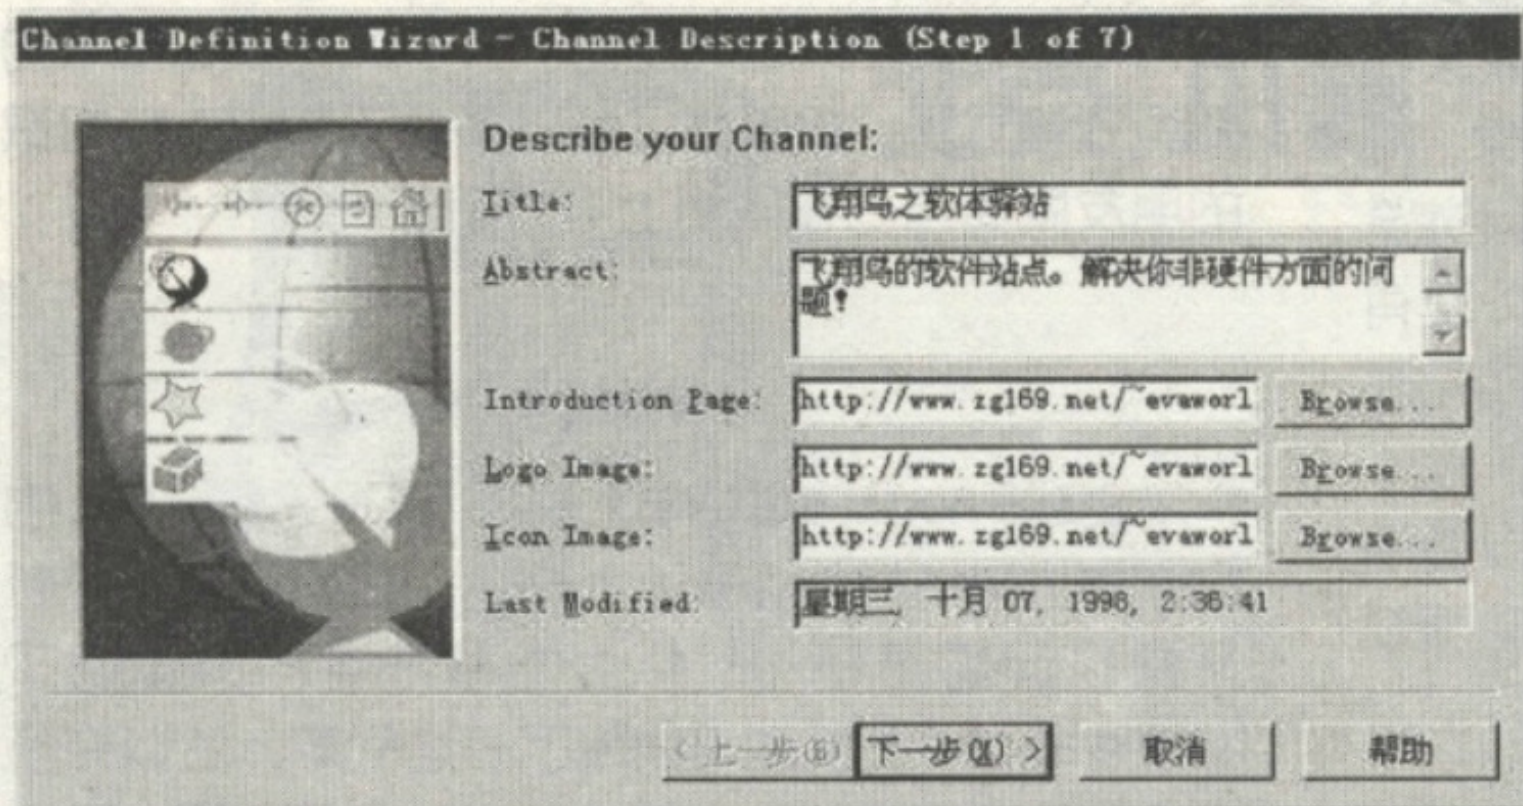 Channel Definition Wizard - Channel Description (Step 1 of 7)
Describe your Channel:
Title:
飞翔鸟之软体驿站
Abstract:
飞翔鸟的软件站点。解决你非硬件方面的问
题!
Introduction Page:
http://www.zg169.net/~evaworl
Browse...
Logo Image:
http://www.zg169.net/~evaworl
Browse...
Icon Image:
http://www.zg169.net/~evaworl
Browse...
Last Modified:
星期三, 十月 07, 1998, 2:36:41
< 上一步(B)
下一步(N) >
取消
帮助